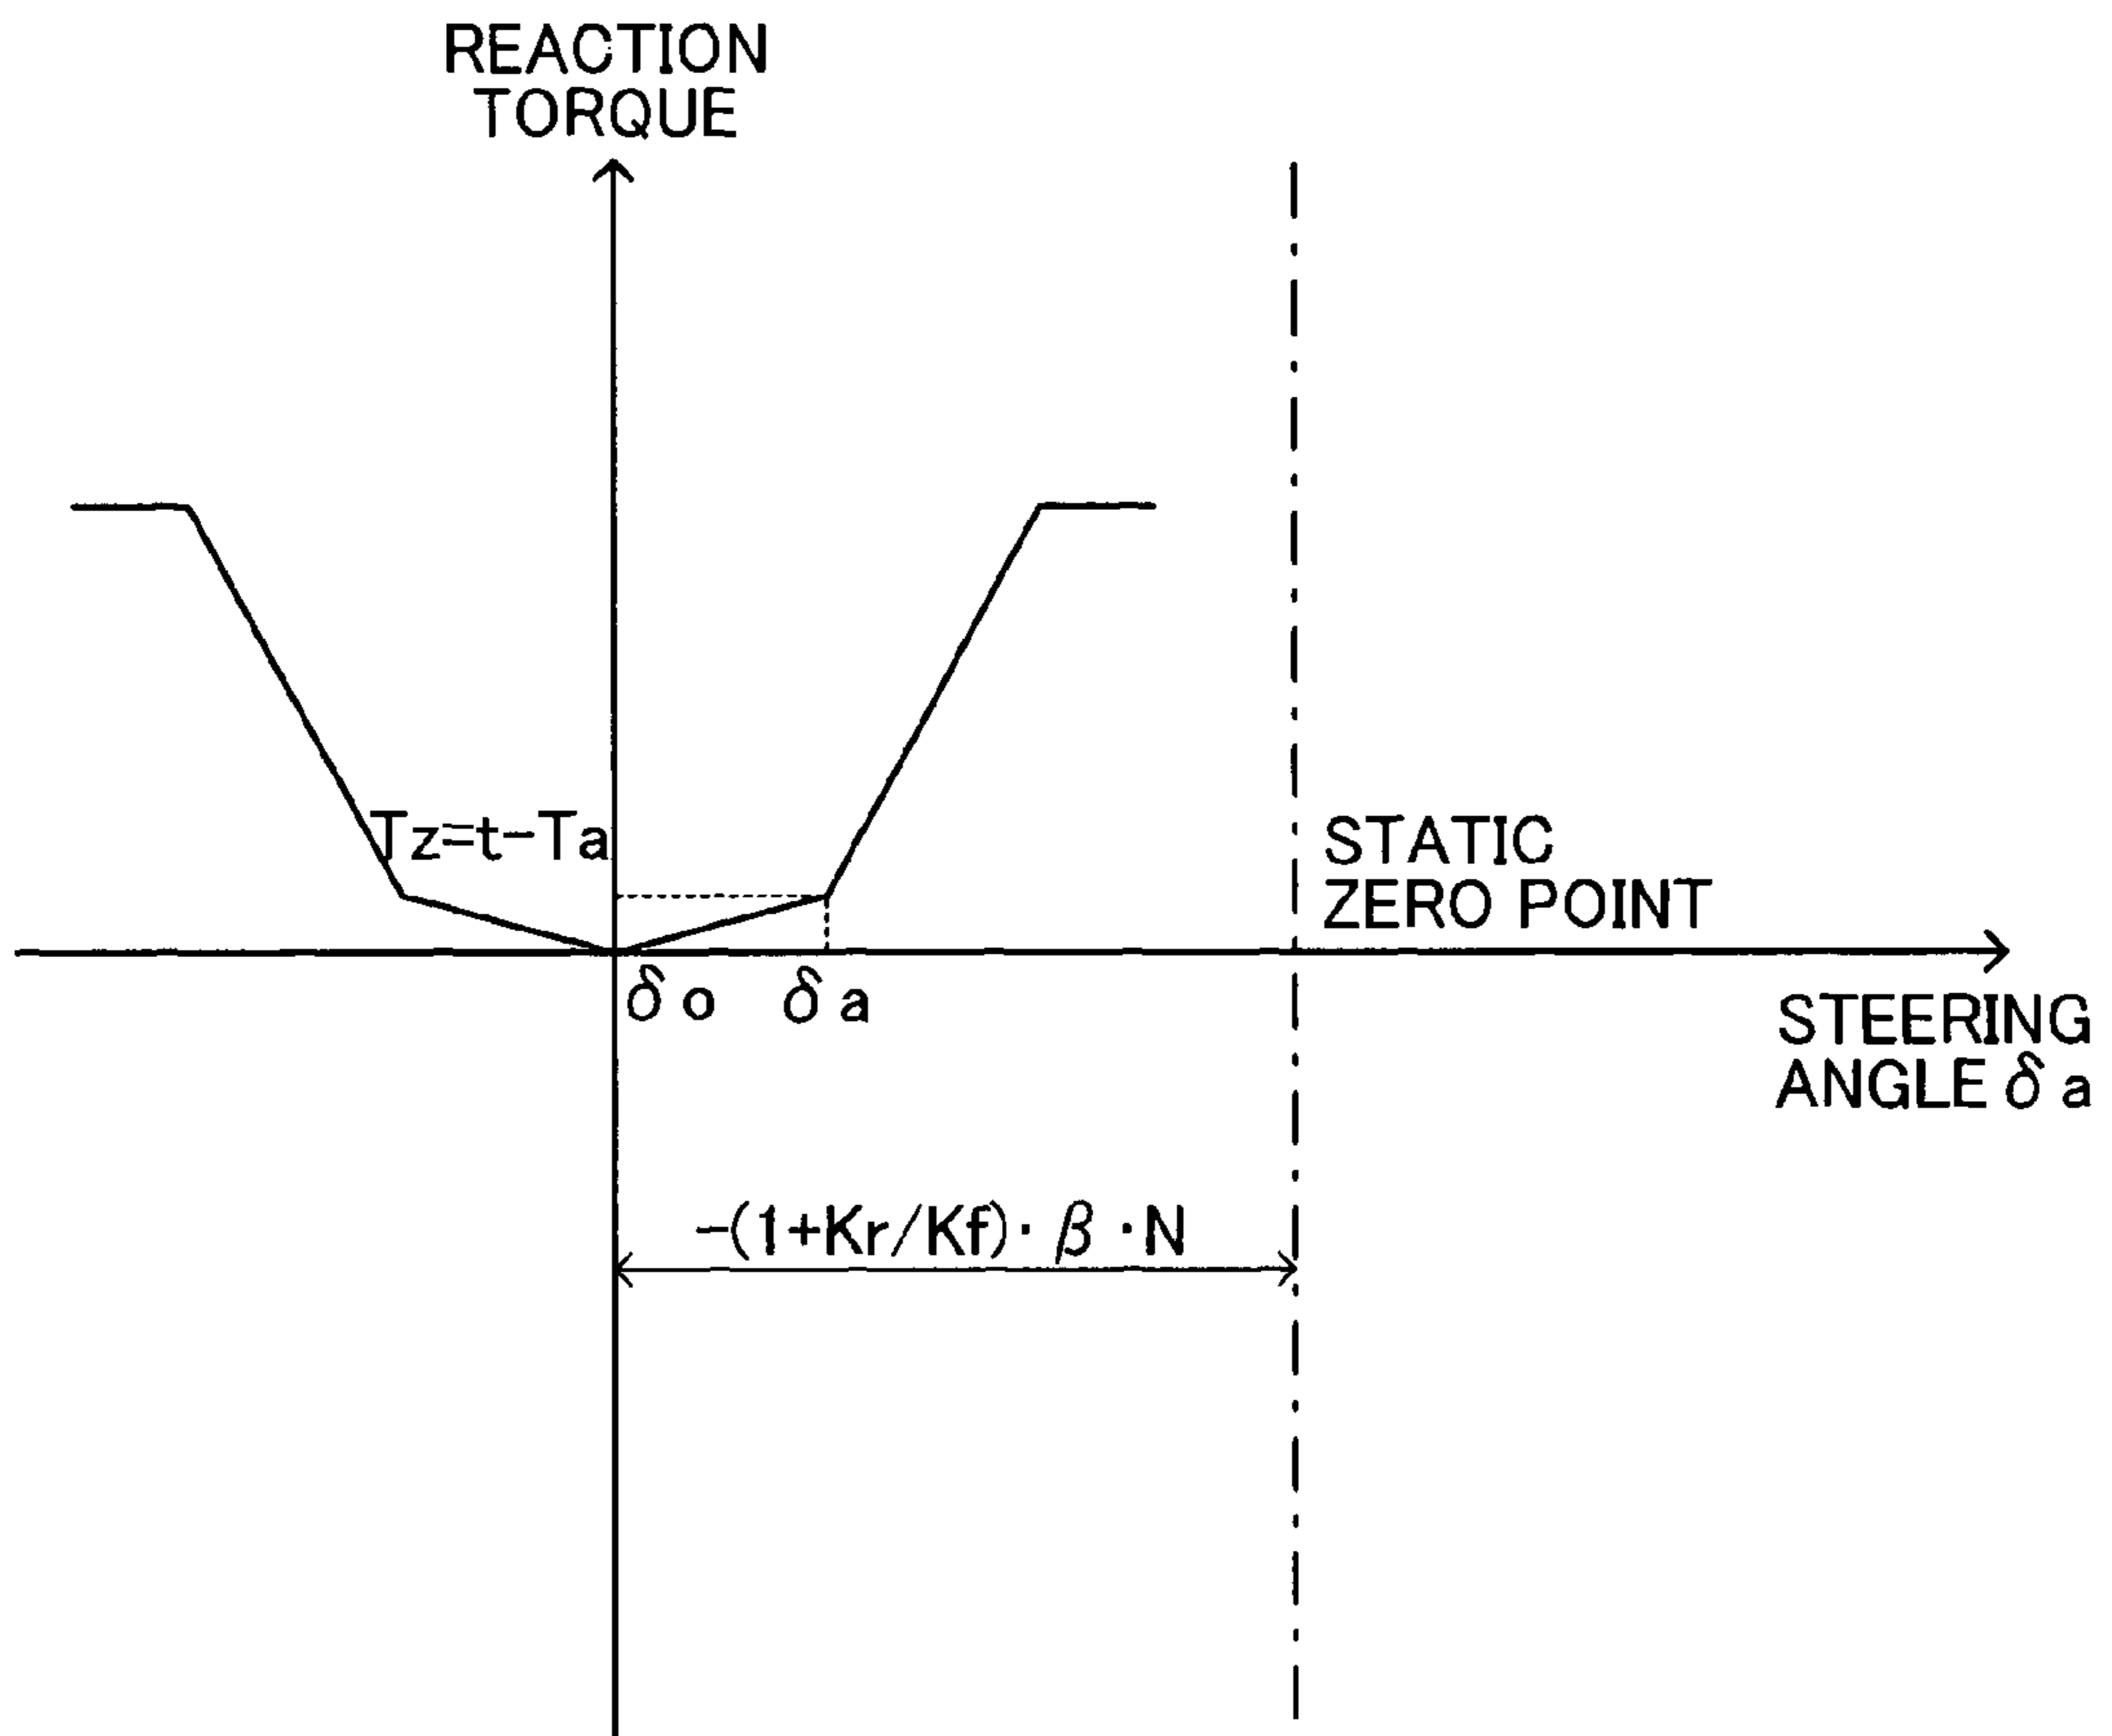 REACTION
TORQUE
Tz=t-Ta
STATIC
ZERO POINT
δo δa
STEERING
ANGLE δa
-(1+Kr/Kf)·β·N